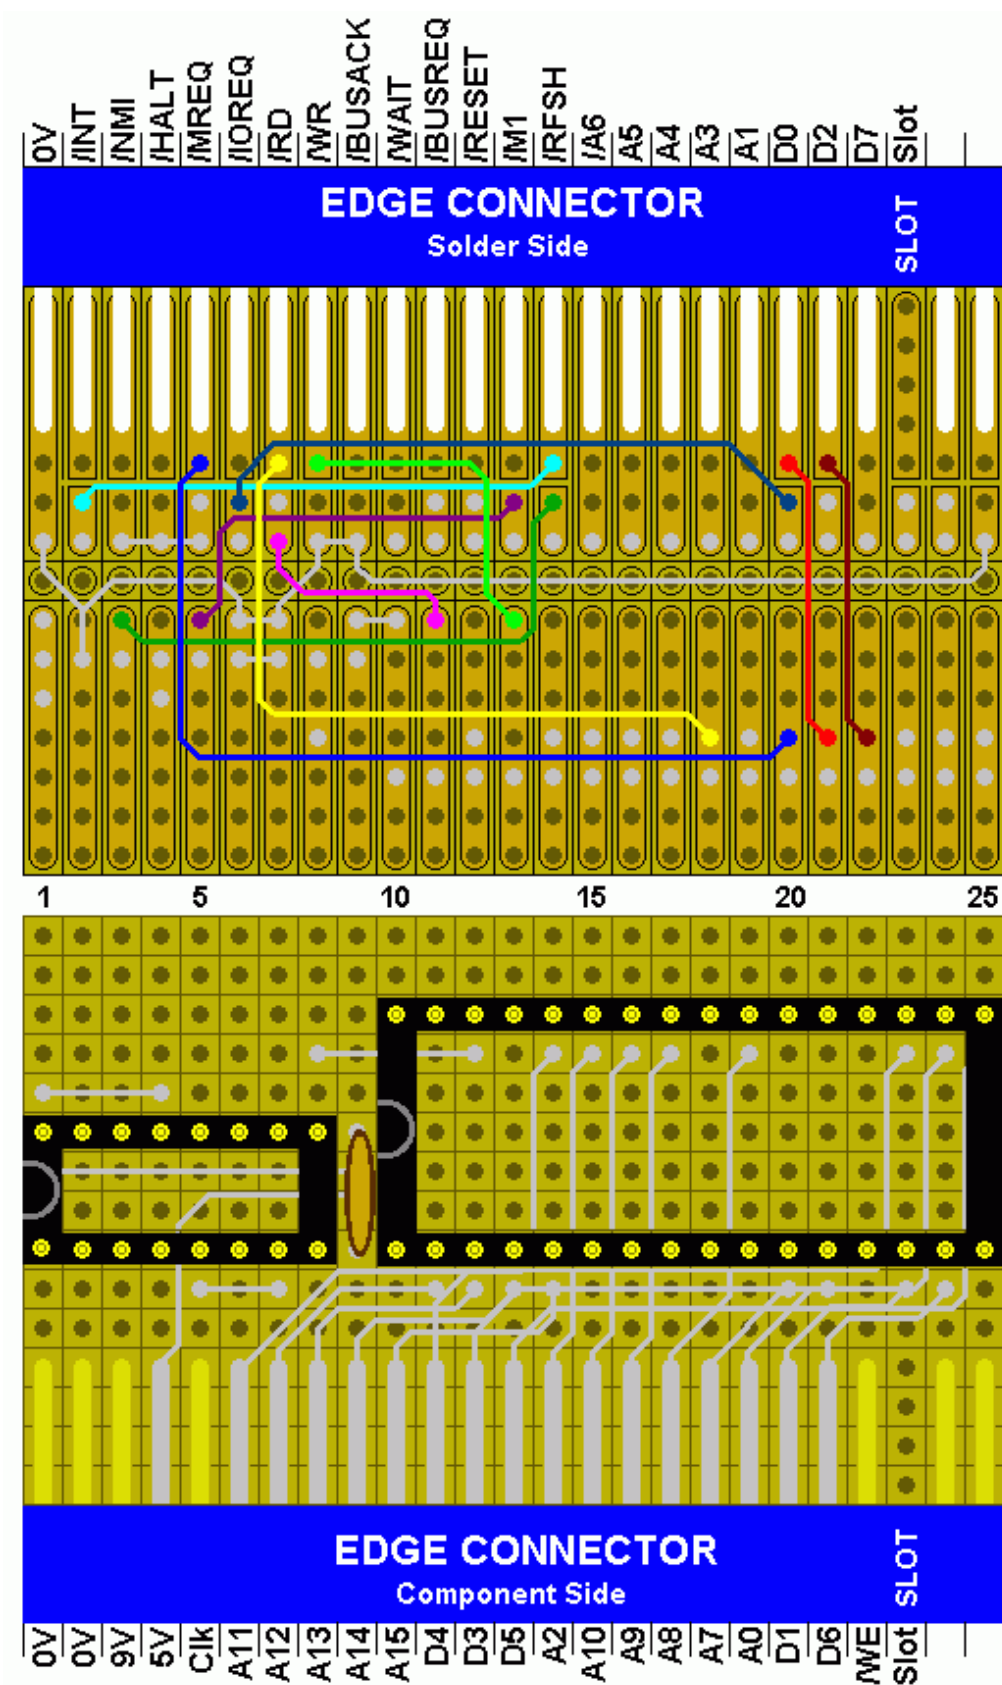 0V
/INT
/NMI
/HALT
/MREQ
/IOREQ
/RD
/WR
/BUSACK
/WAIT
/BUSREQ
/RESET
/M1
/RFSH
/A6
A5
A4
A3
A1
D0
D2
D7
Slot
EDGE CONNECTOR
Solder Side
SLOT
1 5 10 15 20 25
EDGE CONNECTOR
Component Side
SLOT
0V
0V
9V
5V
Clk
A11
A12
A13
A14
A15
D4
D3
D5
A2
A10
A9
A8
A7
A0
D1
D6
/WE
Slot